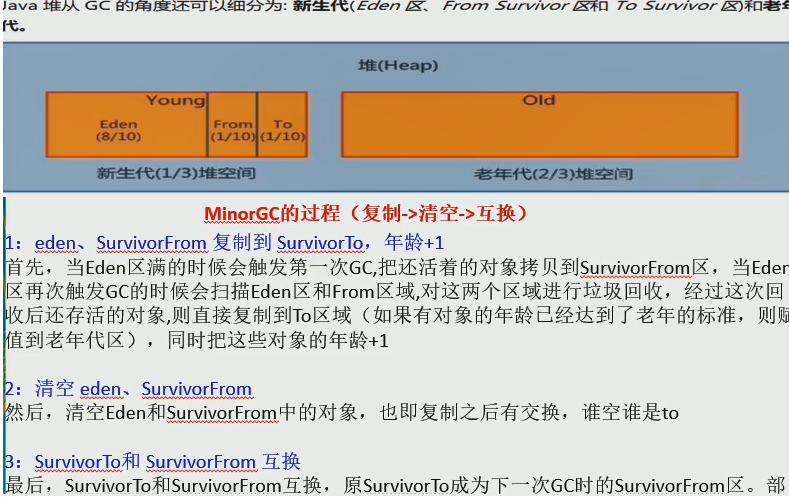 Java 堆从 GC 的角度还可以细分为: 新生代(Eden 区、From Survivor 区和 To Survivor 区)和老年
代。
堆(Heap)
Young
Old
Eden
(8/10)
From
(1/10)
To
(1/10)
新生代(1/3)堆空间
老年代(2/3)堆空间
MinorGC的过程（复制->清空->互换）
1：eden、SurvivorFrom 复制到 SurvivorTo，年龄+1
首先，当Eden区满的时候会触发第一次GC,把还活着的对象拷贝到SurvivorFrom区，当Eden
区再次触发GC的时候会扫描Eden区和From区域,对这两个区域进行垃圾回收，经过这次回
收后还存活的对象,则直接复制到To区域（如果有对象的年龄已经达到了老年的标准，则赋
值到老年代区），同时把这些对象的年龄+1
2：清空 eden、SurvivorFrom
然后，清空Eden和SurvivorFrom中的对象，也即复制之后有交换，谁空谁是to
3：SurvivorTo和 SurvivorFrom 互换
最后，SurvivorTo和SurvivorFrom互换，原SurvivorTo成为下一次GC时的SurvivorFrom区。部